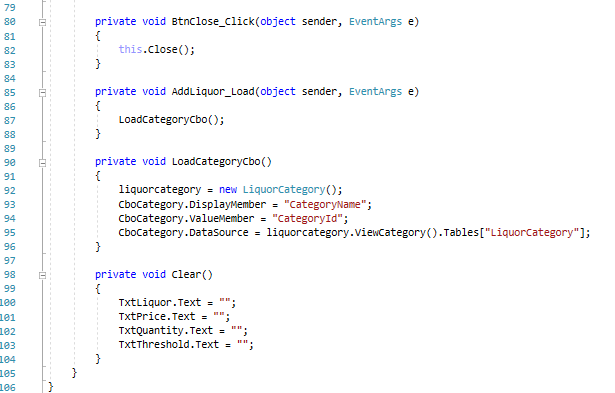 79
80 private void BtnClose_Click(object sender, EventArgs e)
81 {
82 this.Close();
83 }
84
85 private void AddLiquor_Load(object sender, EventArgs e)
86 {
87 LoadCategoryCbo();
88 }
89
90 private void LoadCategoryCbo()
91 {
92 liquorcategory = new LiquorCategory();
93 CboCategory.DisplayMember = "CategoryName";
94 CboCategory.ValueMember = "CategoryId";
95 CboCategory.DataSource = liquorcategory.ViewCategory().Tables["LiquorCategory"];
96 }
97
98 private void Clear()
99 {
100 TxtLiquor.Text = "";
101 TxtPrice.Text = "";
102 TxtQuantity.Text = "";
103 TxtThreshold.Text = "";
104 }
105 }
106 }